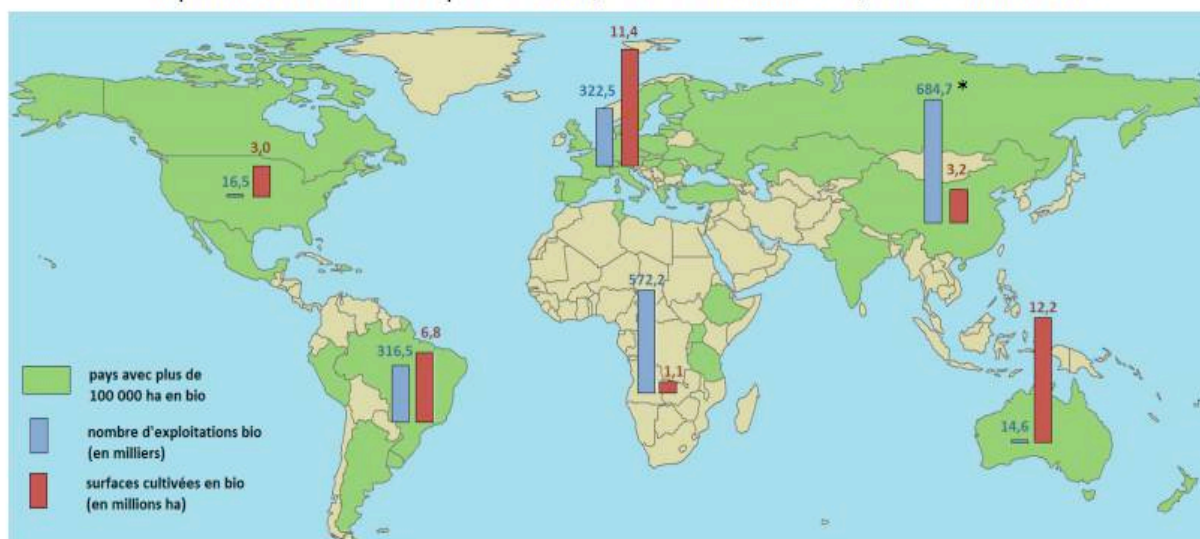 11,4
322,5
684,7 *
3,0
16,5
3,2
572,2
12,2
6,8
316,5
1,1
14,6
pays avec plus de
100 000 ha en bio
nombre d'exploitations bio
(en milliers)
surfaces cultivées en bio
(en millions ha)